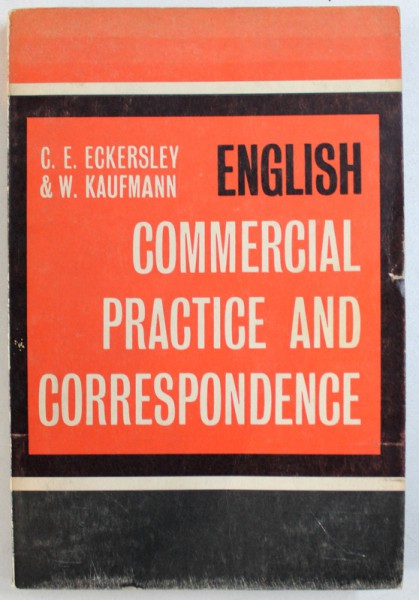 C. E. ECKERSLEY
& W. KAUFMANN
ENGLISH
COMMERCIAL
PRACTICE AND
CORRESPONDENCE